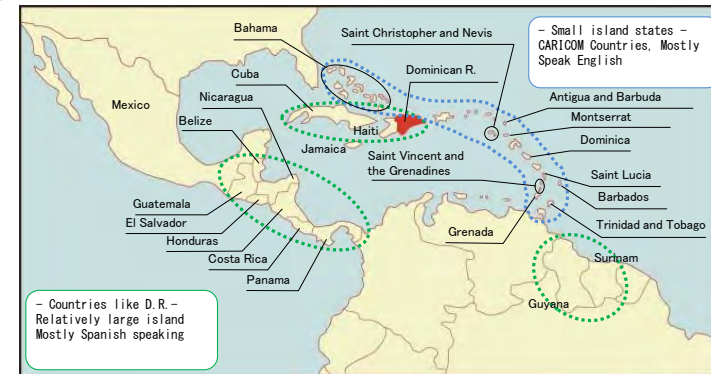 Bahama
Saint Christopher and Nevis
- Small island states -
CARICOM Countries, Mostly
Speak English
Cuba
Dominican R.
Mexico
Nicaragua
Antigua and Barbuda
Belize
Haiti
Montserrat
Jamaica
Dominica
Saint Vincent and
the Grenadines
Saint Lucia
Barbados
Guatemala
El Salvador
Trinidad and Tobago
Honduras
Grenada
Costa Rica
Surinam
Panama
Guyana
- Countries like D.R.-
Relatively large island
Mostly Spanish speaking